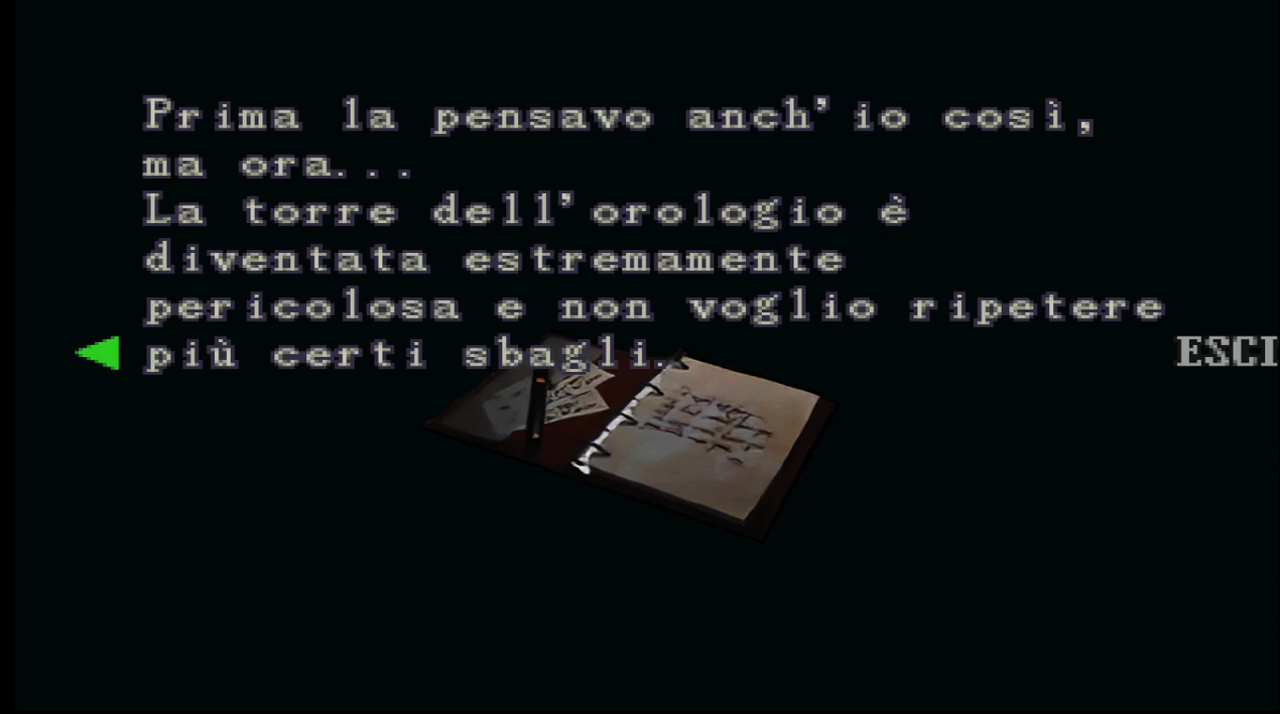 Prima la pensavo anch'io così,
ma ora...
La torre dell'orologio è
diventata estremamente
pericolosa e non voglio ripetere
più certi sbagli.
ESCI